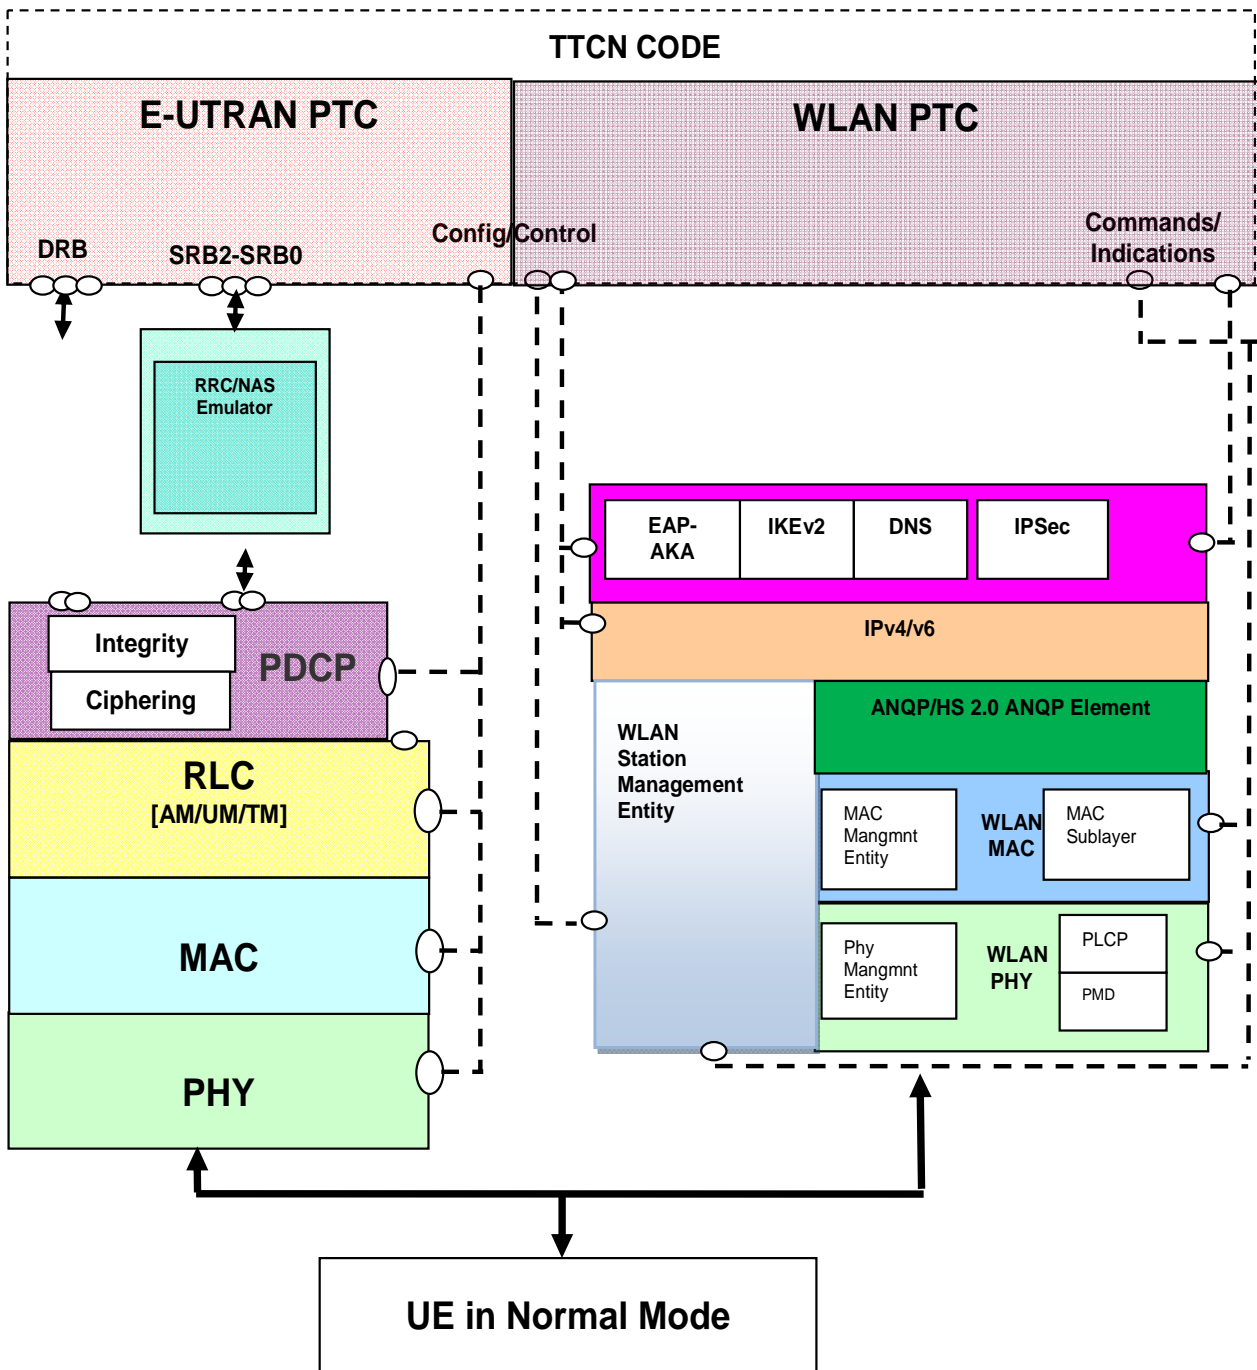 TTCN CODE
E-UTRAN PTC
WLAN PTC
DRB
SRB2-SRB0
Config/Control
Commands/
Indications
RRC/NAS
Emulator
EAP-
AKA
IKEv2
DNS
IPSec
IPv4/v6
Integrity
Ciphering
PDCP
ANQP/HS 2.0 ANQP Element
WLAN
Station
Management
Entity
RLC
[AM/UM/TM]
MAC
Mangmnt
Entity
WLAN
MAC
MAC
Sublayer
MAC
Phy
Mangmnt
Entity
WLAN
PHY
PLCP
PMD
PHY
UE in Normal Mode